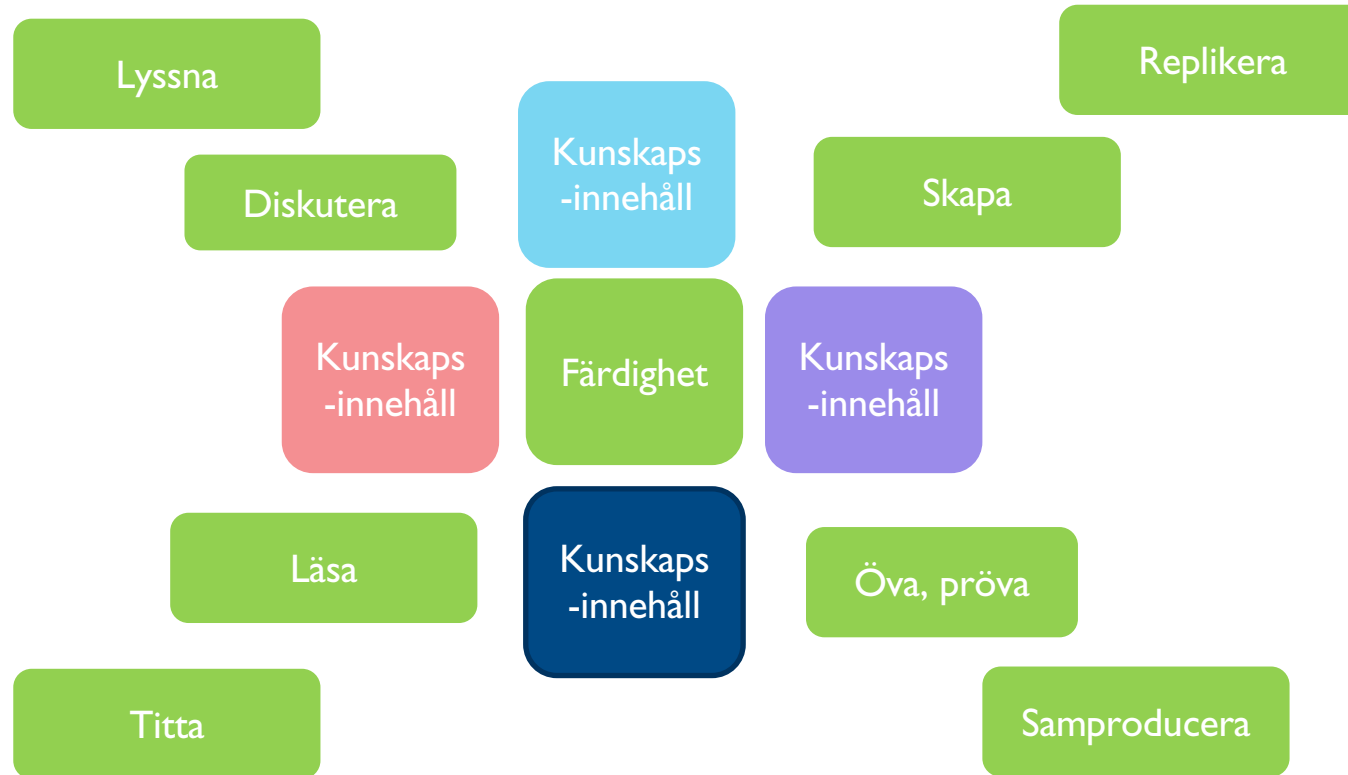 Lyssna
Replikera
Kunskaps
-innehåll
Diskutera
Skapa
Kunskaps
-innehåll
Färdighet
Kunskaps
-innehåll
Läsa
Kunskaps
-innehåll
Öva, pröva
Titta
Samproducera